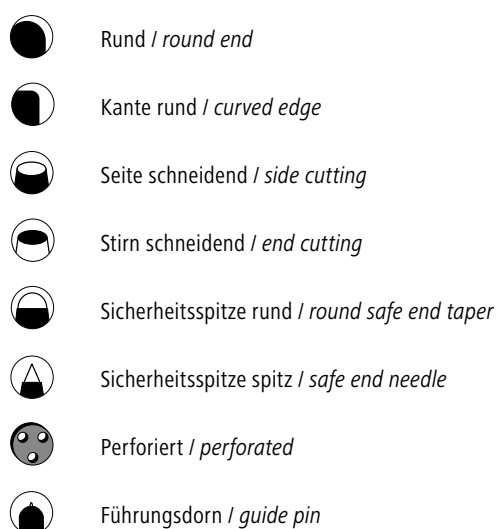 Rund / round end
Kante rund / curved edge
Seite schneidend / side cutting
Stirn schneidend / end cutting
Sicherheitsspitze rund / round safe end taper
Sicherheitsspitze spitz / safe end needle
Perforiert / perforated
Führungsdorn / guide pin